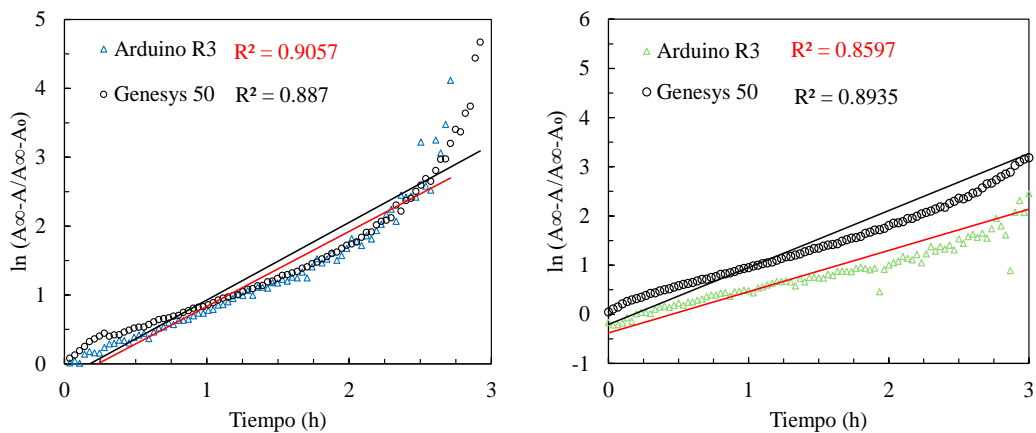 ln (A∞-A/A∞-Ao)
5
4
3
2
1
0
Arduino R3 R² = 0.9057
Genesys 50 R² = 0.887
0 1 2 3
Tiempo (h)
ln (A∞-A/A∞-Ao)
6
5
4
3
2
1
0
-1
Arduino R3 R² = 0.8597
Genesys 50 R² = 0.8935
0 1 2 3
Tiempo (h)